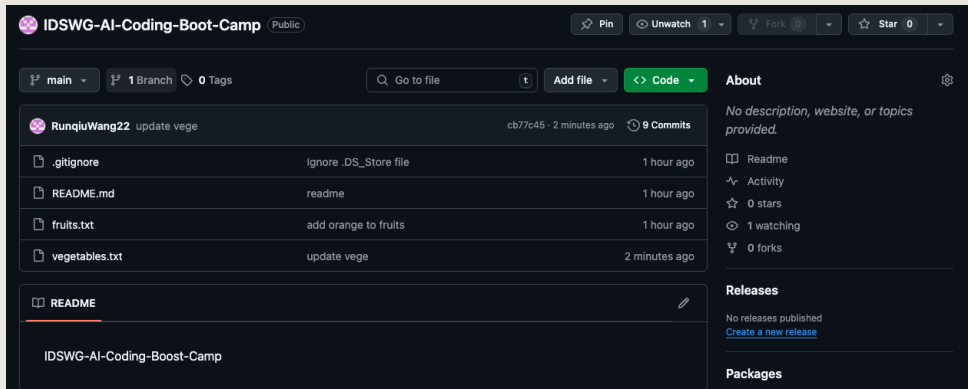 IDSWG-AI-Coding-Boot-Camp Public
Pin Unwatch 1 Fork 0 Star 0
main 1 Branch 0 Tags Go to file t Add file Code
RunqiuWang22 update vege cb77c45 · 2 minutes ago 9 Commits
.gitignore Ignore .DS_Store file 1 hour ago
README.md readme 1 hour ago
fruits.txt add orange to fruits 1 hour ago
vegetables.txt update vege 2 minutes ago
README
IDSWG-AI-Coding-Boost-Camp
About
No description, website, or topics
provided.
Readme
Activity
0 stars
1 watching
0 forks
Releases
No releases published
Create a new release
Packages